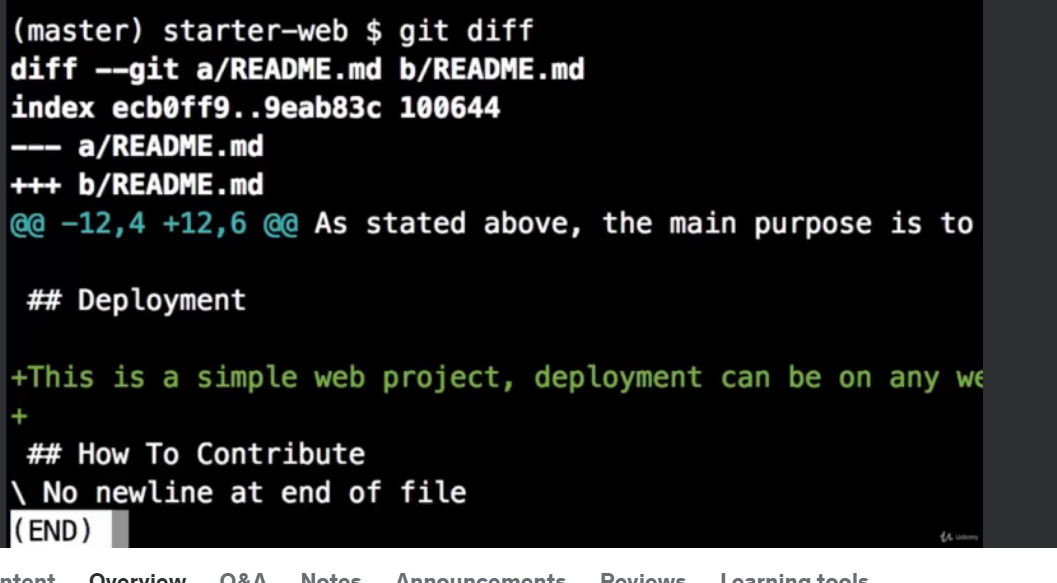 (master) starter-web $ git diff
diff --git a/README.md b/README.md
index ecb0ff9..9eab83c 100644
--- a/README.md
+++ b/README.md
@@ -12,4 +12,6 @@ As stated above, the main purpose is to
 ## Deployment
+This is a simple web project, deployment can be on any we
+
 ## How To Contribute
\ No newline at end of file
(END)
Udemy
ntent Overview Q&A Notes Announcements Reviews Learning tools